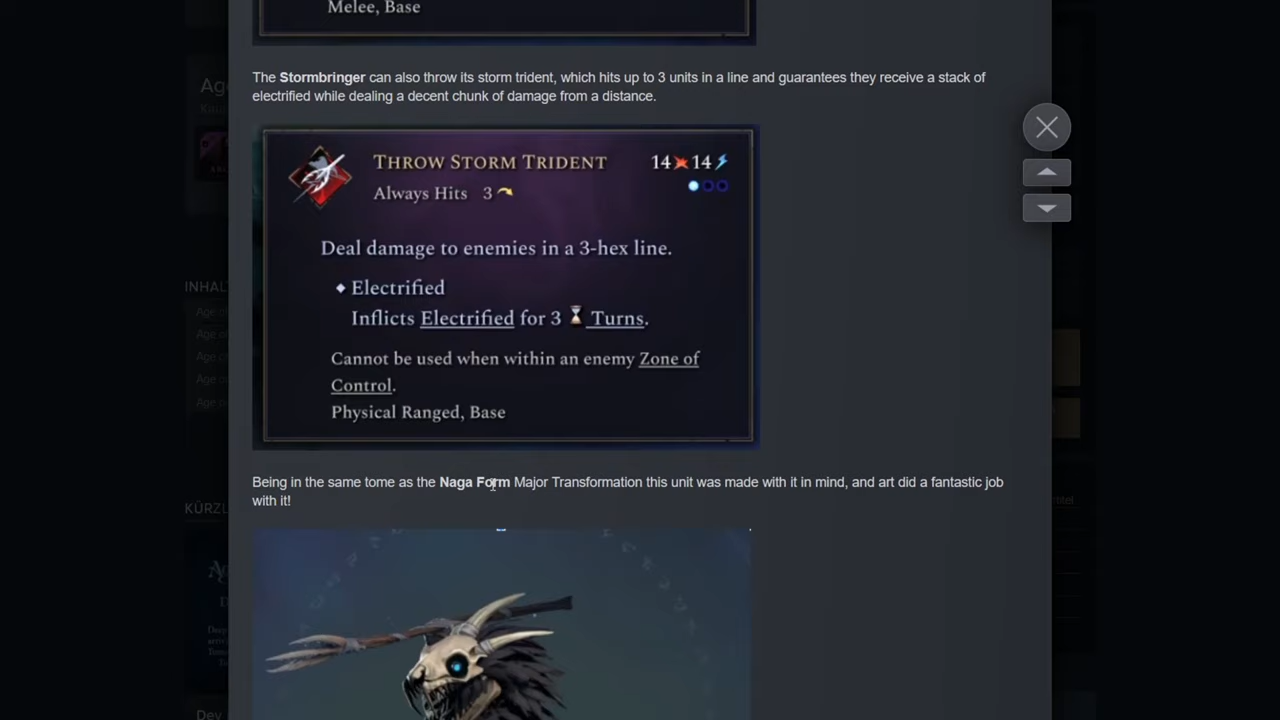 Melee, Base
The Stormbringer can also throw its storm trident, which hits up to 3 units in a line and guarantees they receive a stack of
electrified while dealing a decent chunk of damage from a distance.
THROW STORM TRIDENT 14 14
Always Hits 3
Deal damage to enemies in a 3-hex line.
Electrified
Inflicts Electrified for 3 Turns.
Cannot be used when within an enemy Zone of
Control.
Physical Ranged, Base
Being in the same tome as the Naga Form Major Transformation this unit was made with it in mind, and art did a fantastic job
with it!
INHAL
KÜRZL
Dev